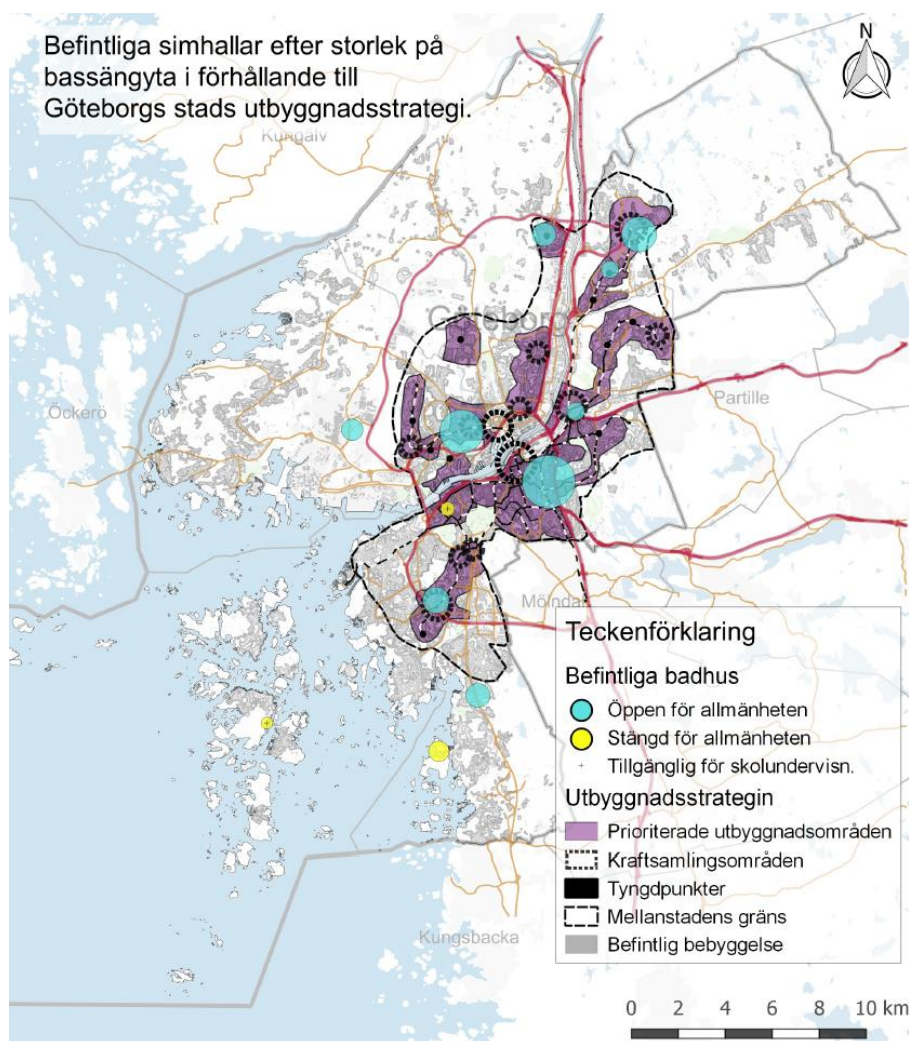 Befintliga simhallar efter storlek på
bassängyta i förhållande till
Göteborgs stads utbyggnadsstrategi.
N
Kungälv
Göteborg
Öckerö
Partille
Mölndal
Kungsbacka
Teckenförklaring
Befintliga badhus
Öppen för allmänheten
Stängd för allmänheten
Tillgänglig för skolundervisn.
Utbyggnadsstrategin
Prioriterade utbyggnadsområden
Kraftsamlingsområden
Tyngdpunkter
Mellanstadens gräns
Befintlig bebyggelse
0 2 4 6 8 10 km